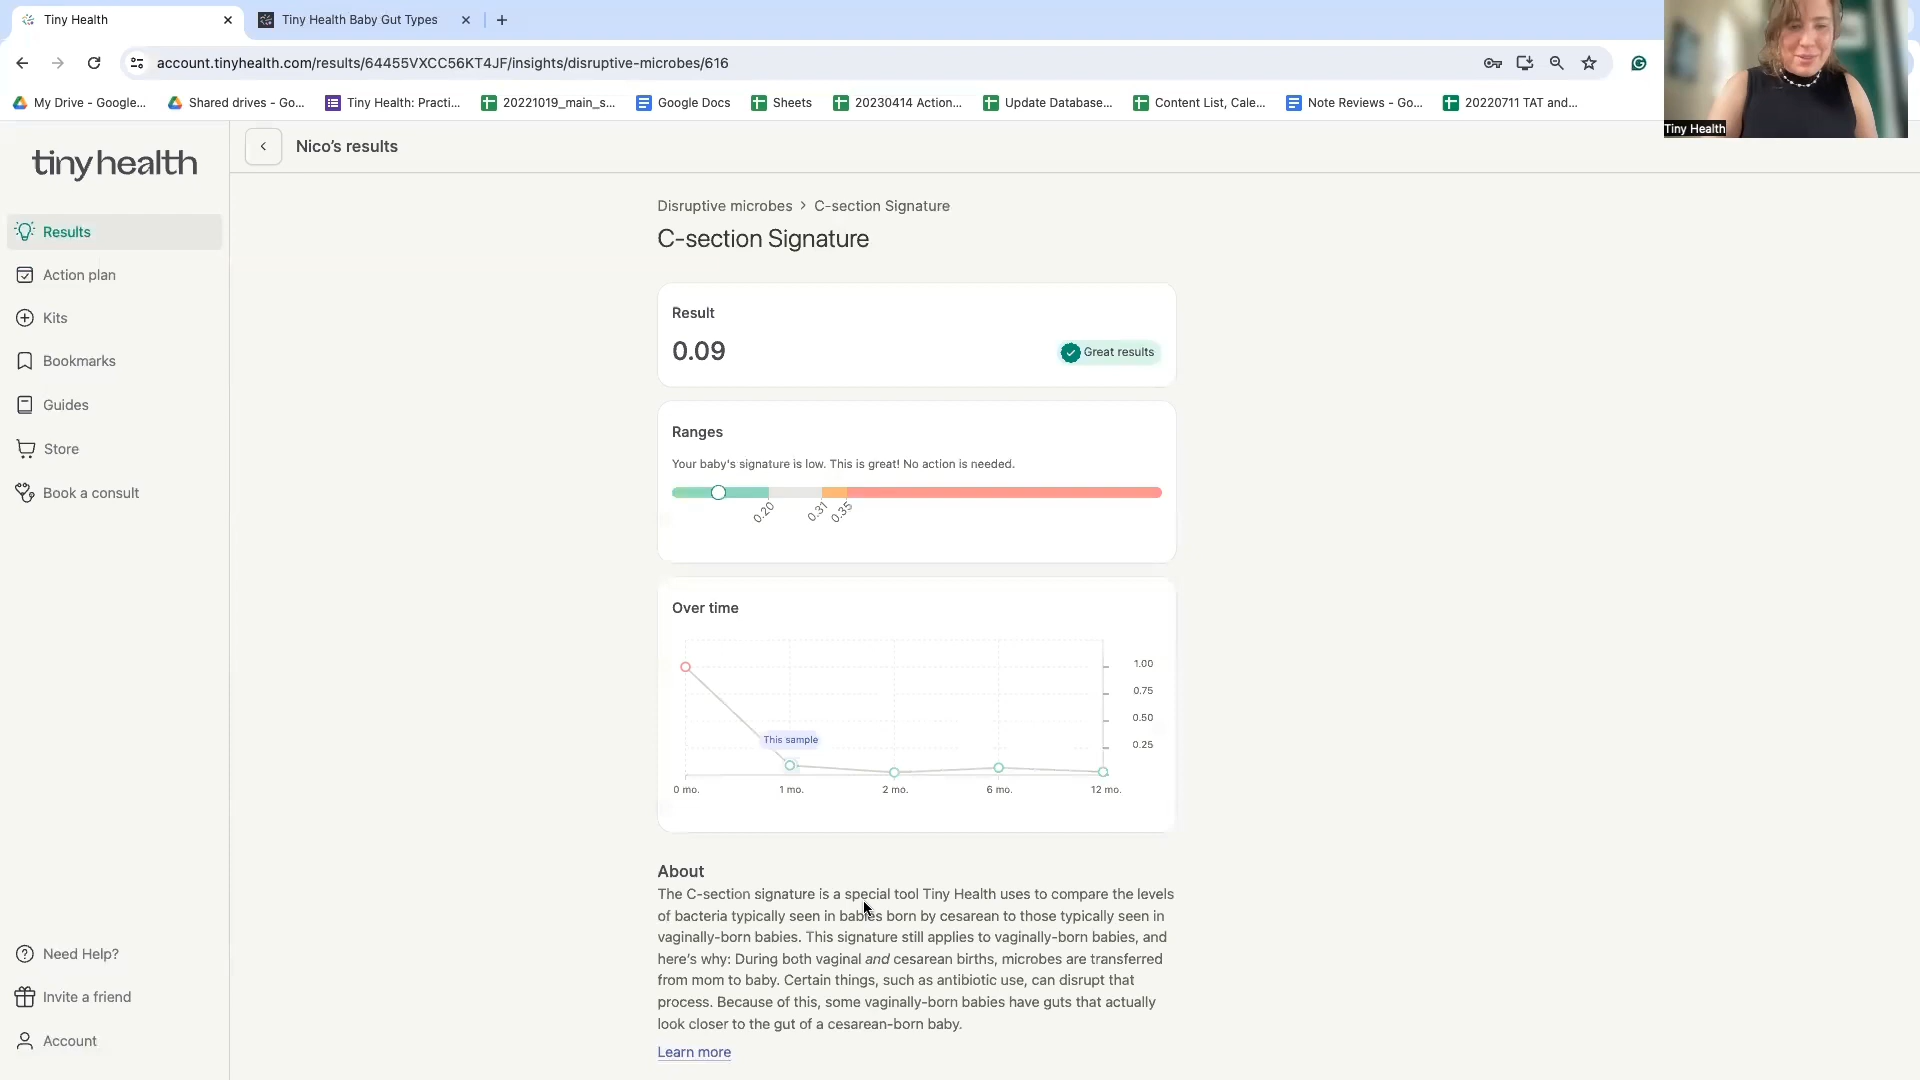 Tiny Health
Tiny Health Baby Gut Types
account.tinyhealth.com/results/64455VXCC56KT4JF/insights/disruptive-microbes/616
My Drive - Google...
Shared drives - Go...
Tiny Health: Practi...
20221019_main_s...
Google Docs
Sheets
20230414 Action...
Update Database...
Content List, Cale...
Note Reviews - Go...
20220711 TAT and...
Tiny Health
tinyhealth
Nico’s results
Results
Action plan
Kits
Bookmarks
Guides
Store
Book a consult
Need Help?
Invite a friend
Account
Disruptive microbes > C-section Signature
C-section Signature
Result
0.09
Great results
Ranges
Your baby's signature is low. This is great! No action is needed.
0.20
0.31
0.35
Over time
1.00
0.75
0.50
0.25
This sample
0 mo.
1 mo.
2 mo.
6 mo.
12 mo.
About
The C-section signature is a special tool Tiny Health uses to compare the levels
of bacteria typically seen in babies born by cesarean to those typically seen in
vaginally-born babies. This signature still applies to vaginally-born babies, and
here’s why: During both vaginal and cesarean births, microbes are transferred
from mom to baby. Certain things, such as antibiotic use, can disrupt that
process. Because of this, some vaginally-born babies have guts that actually
look closer to the gut of a cesarean-born baby.
Learn more